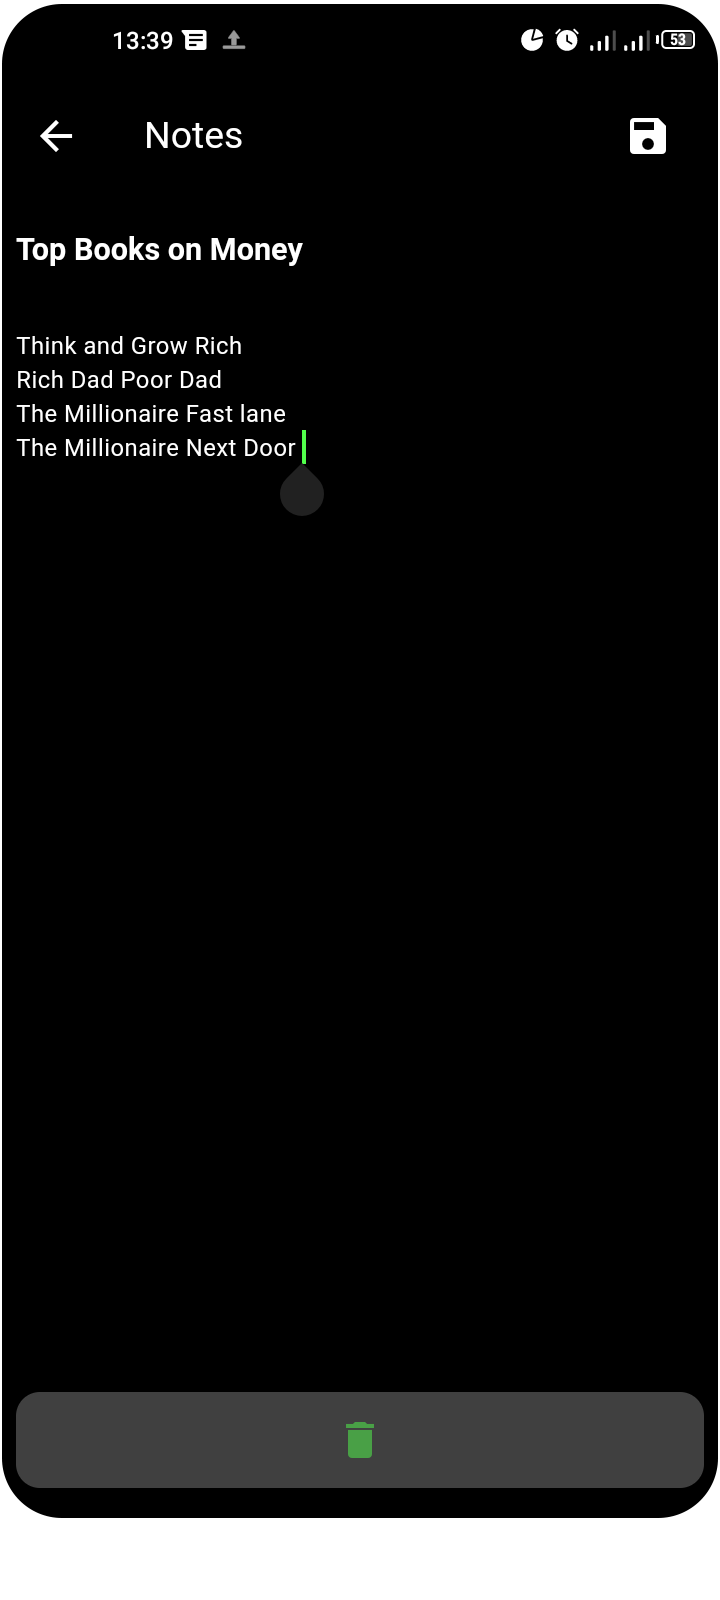 13:39
53
Notes
Top Books on Money
Think and Grow Rich
Rich Dad Poor Dad
The Millionaire Fast lane
The Millionaire Next Door